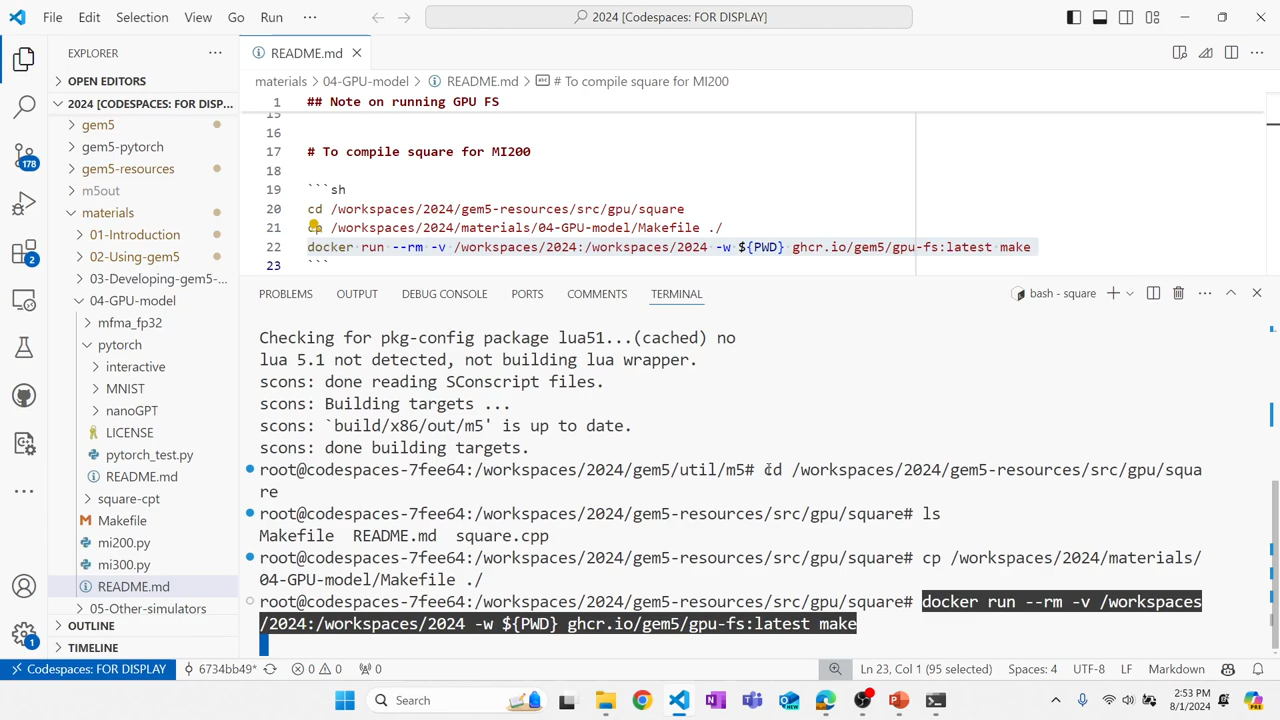 File Edit Selection View Go Run ··· 2024 [Codespaces: FOR DISPLAY]
EXPLORER ···
OPEN EDITORS
2024 [CODESPACES: FOR DISP...
gem5
gem5-pytorch
gem5-resources
m5out
materials
01-Introduction
02-Using-gem5
03-Developing-gem5-...
04-GPU-model
mfma_fp32
pytorch
interactive
MNIST
nanoGPT
LICENSE
pytorch_test.py
README.md
square-cpt
Makefile
mi200.py
mi300.py
README.md
05-Other-simulators
OUTLINE
TIMELINE
178
2
1
README.md
materials > 04-GPU-model > README.md > # To compile square for MI200
1 ## Note on running GPU FS
15
16
17 # To compile square for MI200
18
19 ```sh
20 cd /workspaces/2024/gem5-resources/src/gpu/square
21 /workspaces/2024/materials/04-GPU-model/Makefile ./
22 docker run --rm -v /workspaces/2024:/workspaces/2024 -w ${PWD} ghcr.io/gem5/gpu-fs:latest make
23 ```
PROBLEMS OUTPUT DEBUG CONSOLE PORTS COMMENTS TERMINAL bash - square
Checking for pkg-config package lua51...(cached) no
lua 5.1 not detected, not building lua wrapper.
scons: done reading SConscript files.
scons: Building targets ...
scons: `build/x86/out/m5' is up to date.
scons: done building targets.
root@codespaces-7fee64:/workspaces/2024/gem5/util/m5# cd /workspaces/2024/gem5-resources/src/gpu/squa
re
root@codespaces-7fee64:/workspaces/2024/gem5-resources/src/gpu/square# ls
Makefile README.md square.cpp
root@codespaces-7fee64:/workspaces/2024/gem5-resources/src/gpu/square# cp /workspaces/2024/materials/
04-GPU-model/Makefile ./
root@codespaces-7fee64:/workspaces/2024/gem5-resources/src/gpu/square# docker run --rm -v /workspaces
/2024:/workspaces/2024 -w ${PWD} ghcr.io/gem5/gpu-fs:latest make
Codespaces: FOR DISPLAY 6734bb49* 0 0 0 Ln 23, Col 1 (95 selected) Spaces: 4 UTF-8 LF Markdown
Search
2:53 PM
8/1/2024